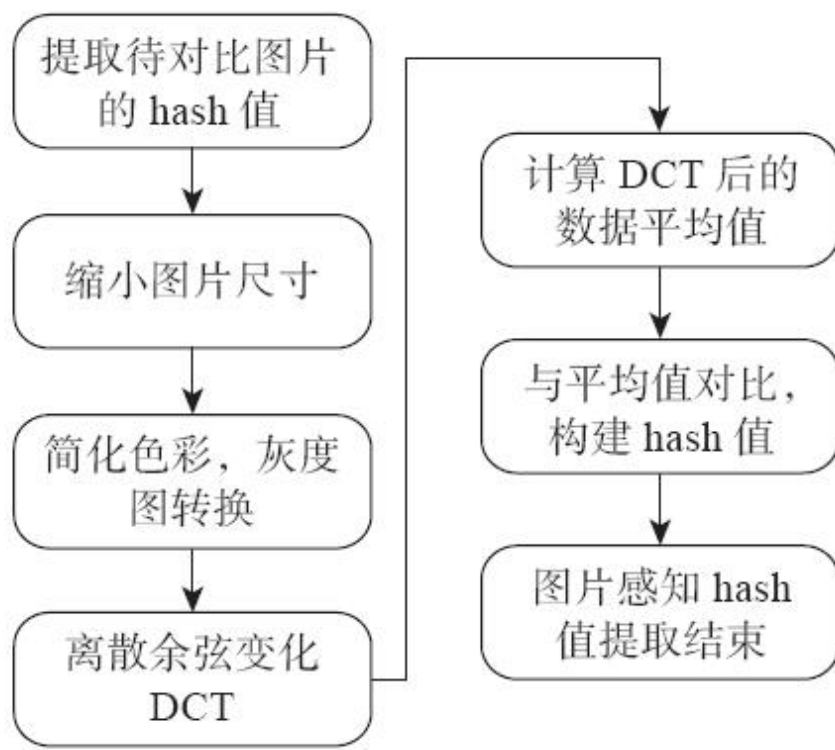 提取待对比图片
的 hash 值
缩小图片尺寸
简化色彩，灰度
图转换
离散余弦变化
DCT
计算 DCT 后的
数据平均值
与平均值对比，
构建 hash 值
图片感知 hash
值提取结束